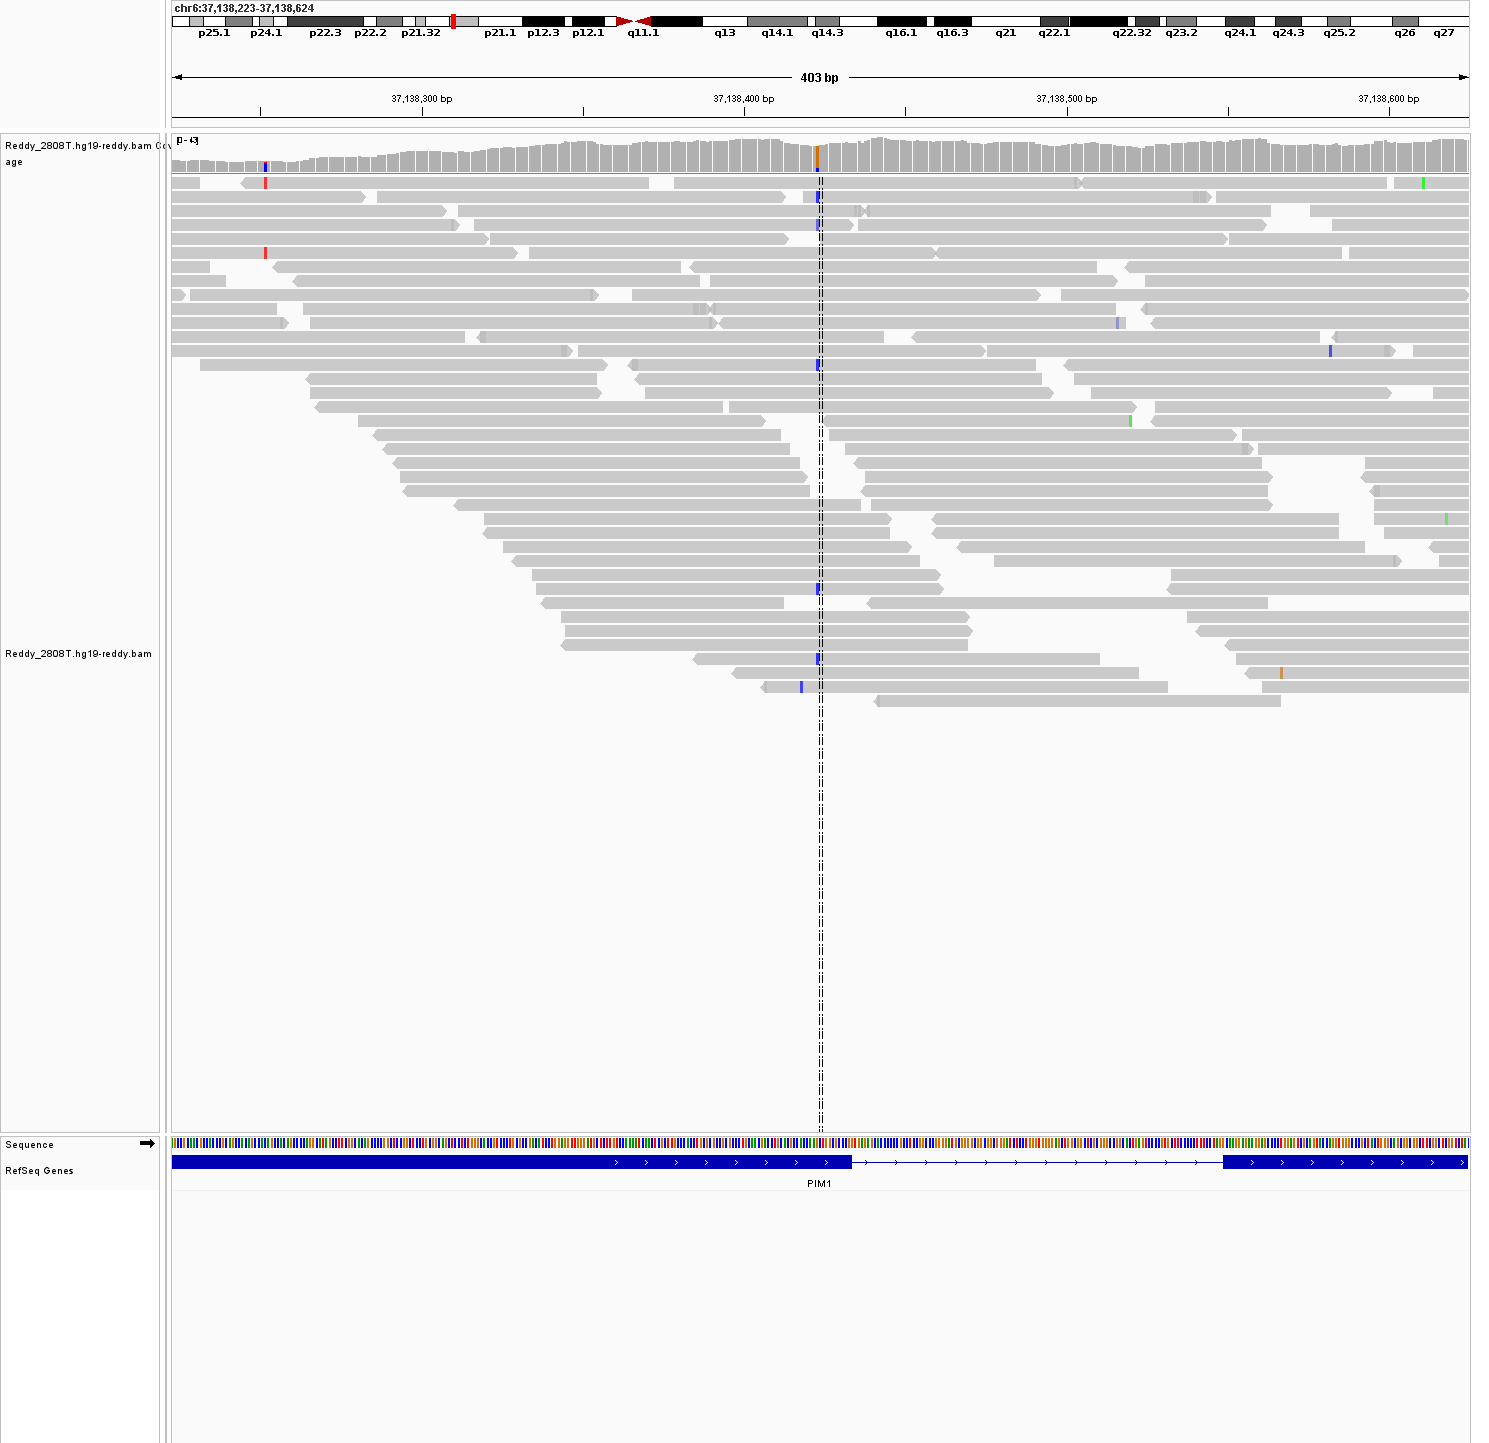 chr6:37,138,223-37,138,624
p25.1 p24.1 p22.3 p22.2 p21.32 p21.1 p12.3 p12.1 q11.1 q13 q14.1 q14.3 q16.1 q16.3 q21 q22.1 q22.32 q23.2 q24.1 q24.3 q25.2 q26 q27
403 bp
37,138,300 bp 37,138,400 bp 37,138,500 bp 37,138,600 bp
Reddy_2808T.hg19-reddy.bam Cov
age
Reddy_2808T.hg19-reddy.bam
Sequence
RefSeq Genes
PIM1